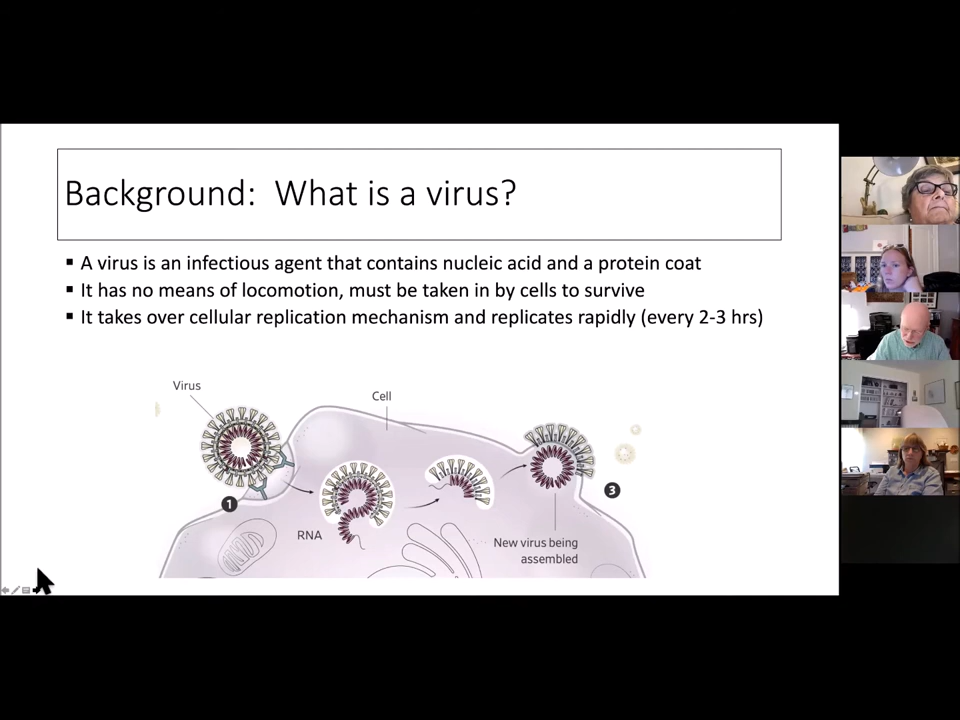 Background:  What is a virus?
▪ A virus is an infectious agent that contains nucleic acid and a protein coat
▪ It has no means of locomotion, must be taken in by cells to survive
▪ It takes over cellular replication mechanism and replicates rapidly (every 2-3 hrs)
Virus
Cell
1
RNA
3
New virus being
assembled